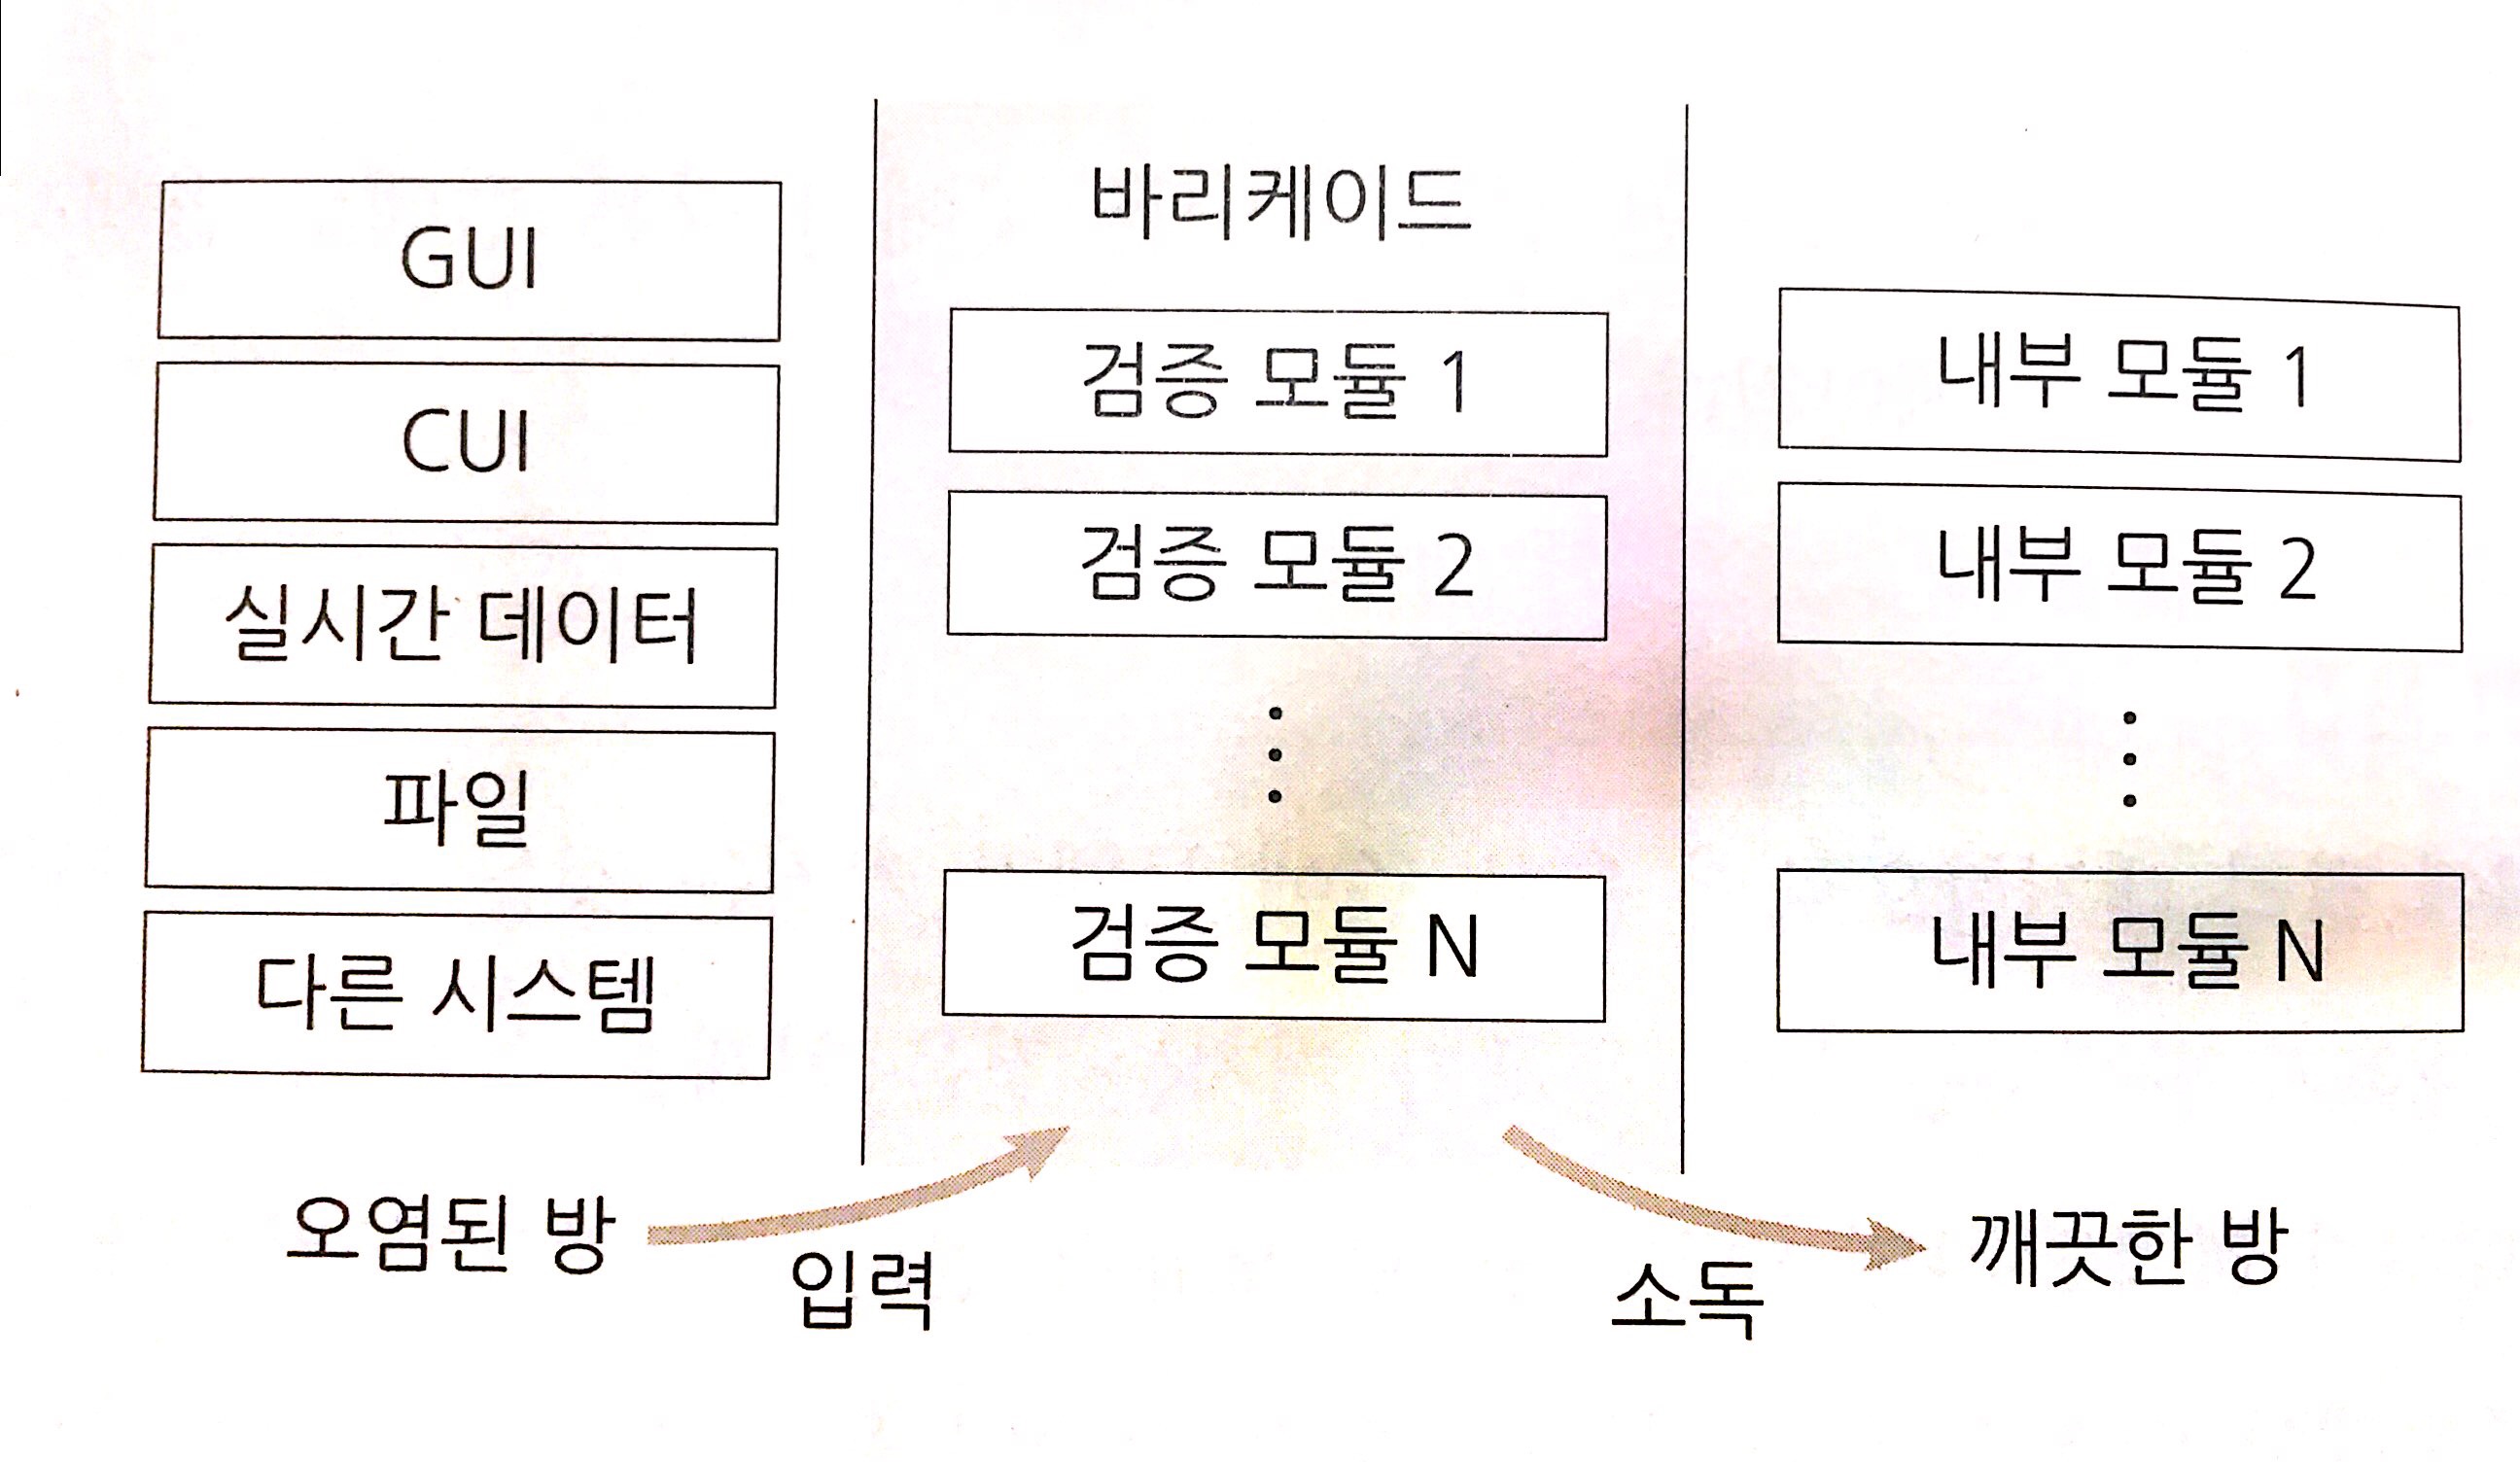 GUI
CUI
실시간 데이터
파일
다른 시스템
오염된 방
입력
바리케이드
검증 모듈 1
검증 모듈 2
검증 모듈 N
소독
내부 모듈 1
내부 모듈 2
내부 모듈 N
깨끗한 방